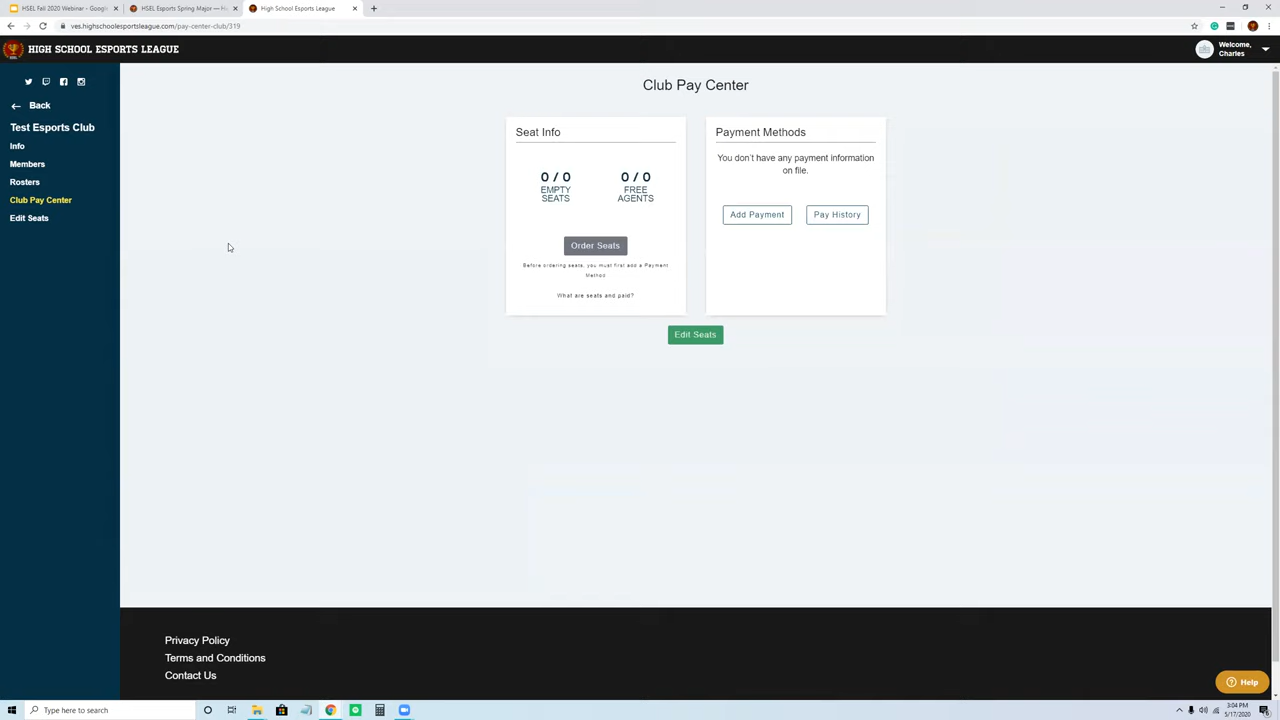 HSEL Fall 2020 Webinar - Google
HSEL Esports Spring Major — H
High School Esports League
ves.highschoolesportsleague.com/pay-center-club/319
HIGH SCHOOL ESPORTS LEAGUE
Welcome,
Charles
Back
Test Esports Club
Info
Members
Rosters
Club Pay Center
Edit Seats
Club Pay Center
Seat Info
0 / 0
EMPTY
SEATS
0 / 0
FREE
AGENTS
Order Seats
Before ordering seats, you must first add a Payment
Method
What are seats and paid?
Payment Methods
You don't have any payment information
on file.
Add Payment
Pay History
Edit Seats
Privacy Policy
Terms and Conditions
Contact Us
Help
Type here to search
3:04 PM
5/17/2020